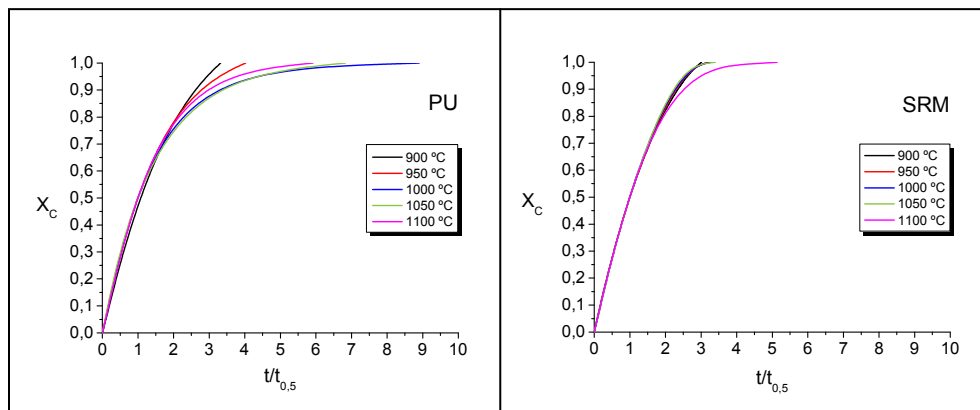 1,0
0,9
0,8
0,7
0,6
0,5
0,4
0,3
0,2
0,1
0,0
X_C
PU
900 ºC
950 ºC
1000 ºC
1050 ºC
1100 ºC
0 1 2 3 4 5 6 7 8 9 10
t/t_0,5
1,0
0,9
0,8
0,7
0,6
0,5
0,4
0,3
0,2
0,1
0,0
X_C
SRM
900 ºC
950 ºC
1000 ºC
1050 ºC
1100 ºC
0 1 2 3 4 5 6 7 8 9 10
t/t_0,5